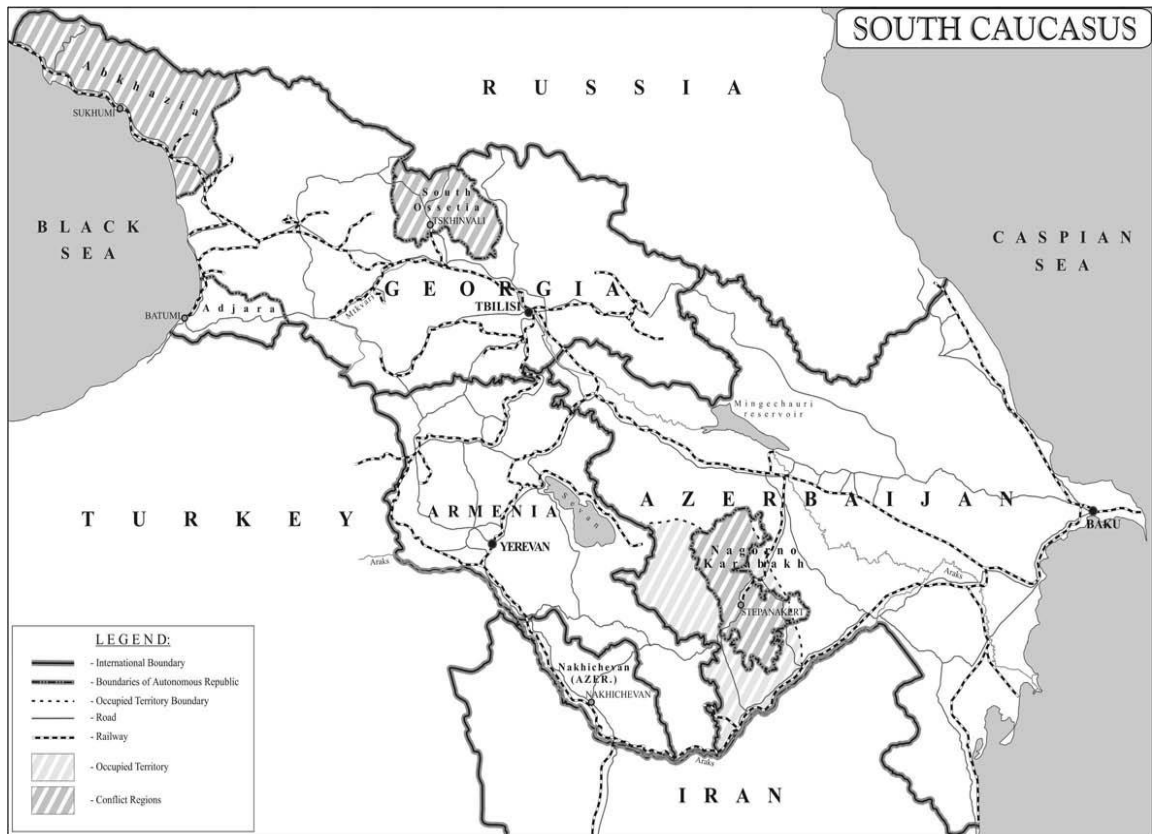 SOUTH CAUCASUS
RUSSIA
Abkhazia
SUKHUMI
South
Ossetia
TSKHINVALI
BLACK
SEA
CASPIAN
SEA
GEORGIA
Mtkvari
TBILISI
Adjara
BATUMI
Mingechauri
reservoir
TURKEY
ARMENIA
Sevan
AZERBAIJAN
BAKU
YEREVAN
Nagorno
Karabakh
Araks
Araks
STEPANAKERT
Nakhichevan
(AZER.)
NAKHICHEVAN
Araks
IRAN
LEGEND:
- International Boundary
- Boundaries of Autonomous Republic
- Occupied Territory Boundary
- Road
- Railway
- Occupied Territory
- Conflict Regions